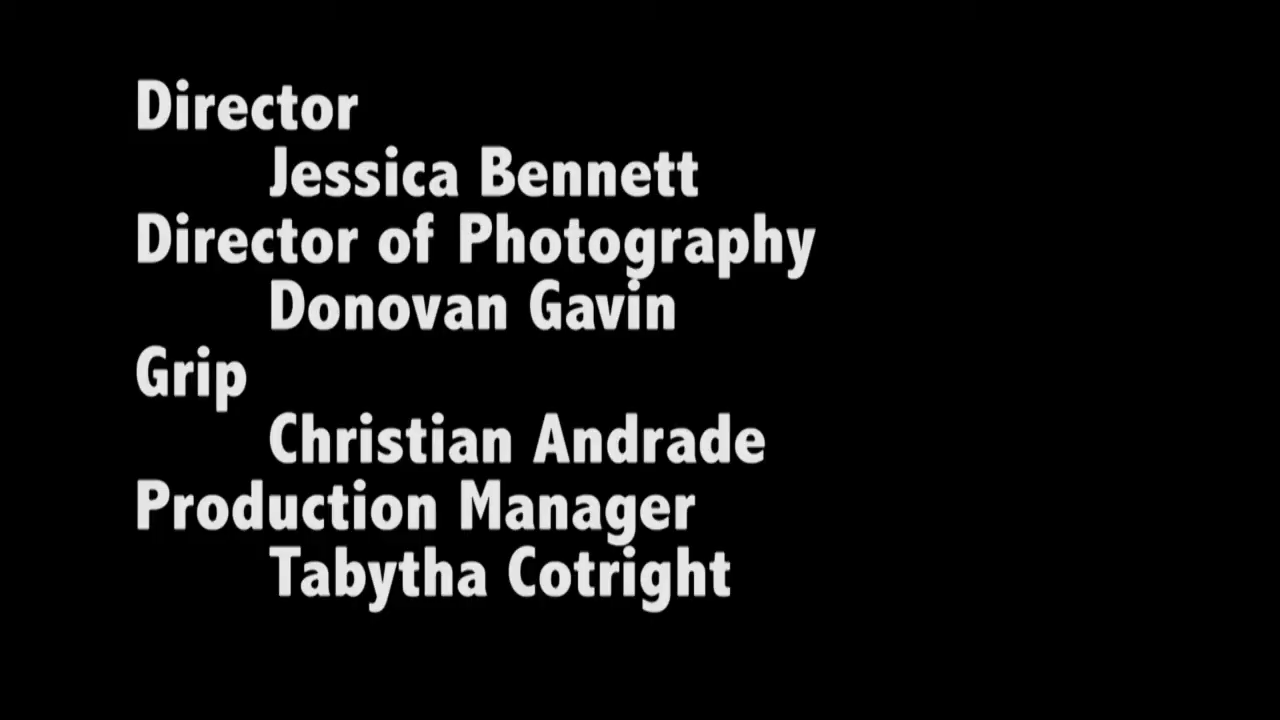 Director
Jessica Bennett
Director of Photography
Donovan Gavin
Grip
Christian Andrade
Production Manager
Tabytha Cotright